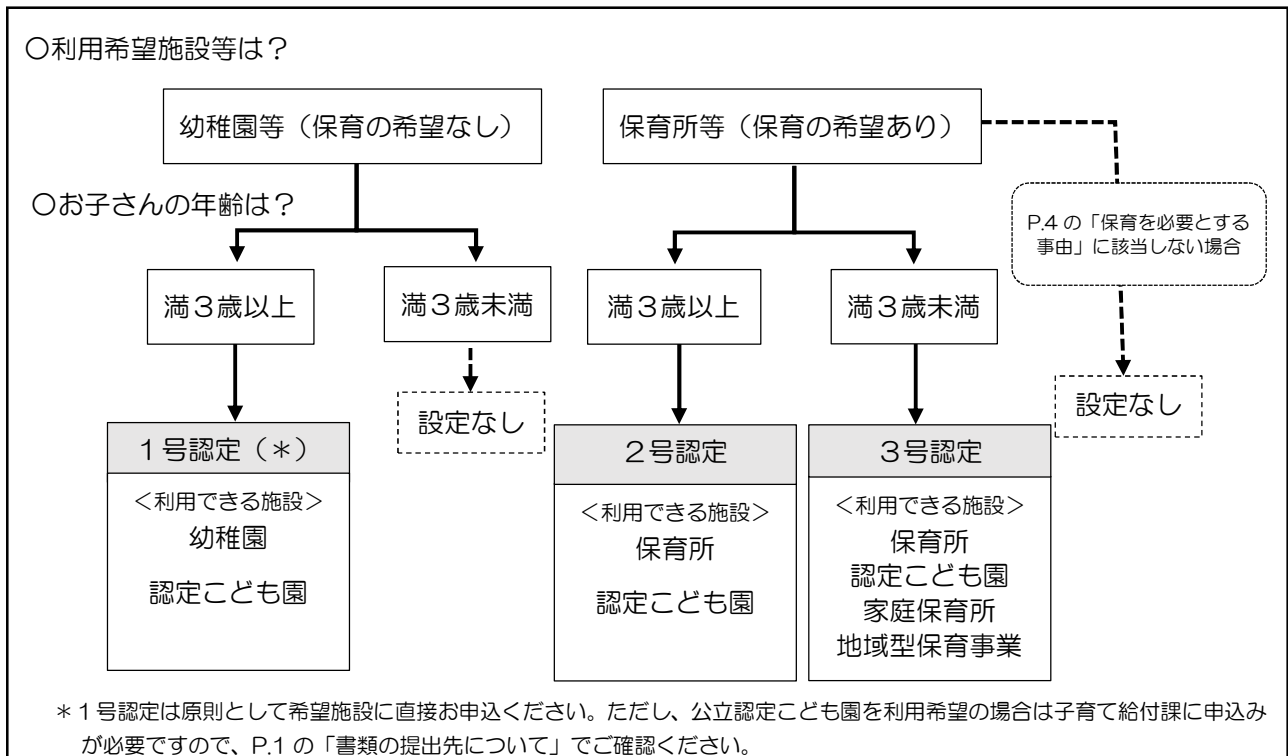 〇利用希望施設等は？
幼稚園等（保育の希望なし）
保育所等（保育の希望あり）
〇お子さんの年齢は？
P.4 の「保育を必要とする
事由」に該当しない場合
満３歳以上
満３歳未満
満３歳以上
満３歳未満
設定なし
設定なし
１号認定（＊）
＜利用できる施設＞
幼稚園
認定こども園
２号認定
＜利用できる施設＞
保育所
認定こども園
３号認定
＜利用できる施設＞
保育所
認定こども園
家庭保育所
地域型保育事業
＊１号認定は原則として希望施設に直接お申込ください。ただし、公立認定こども園を利用希望の場合は子育て給付課に申込み
が必要ですので、P.1 の「書類の提出先について」でご確認ください。